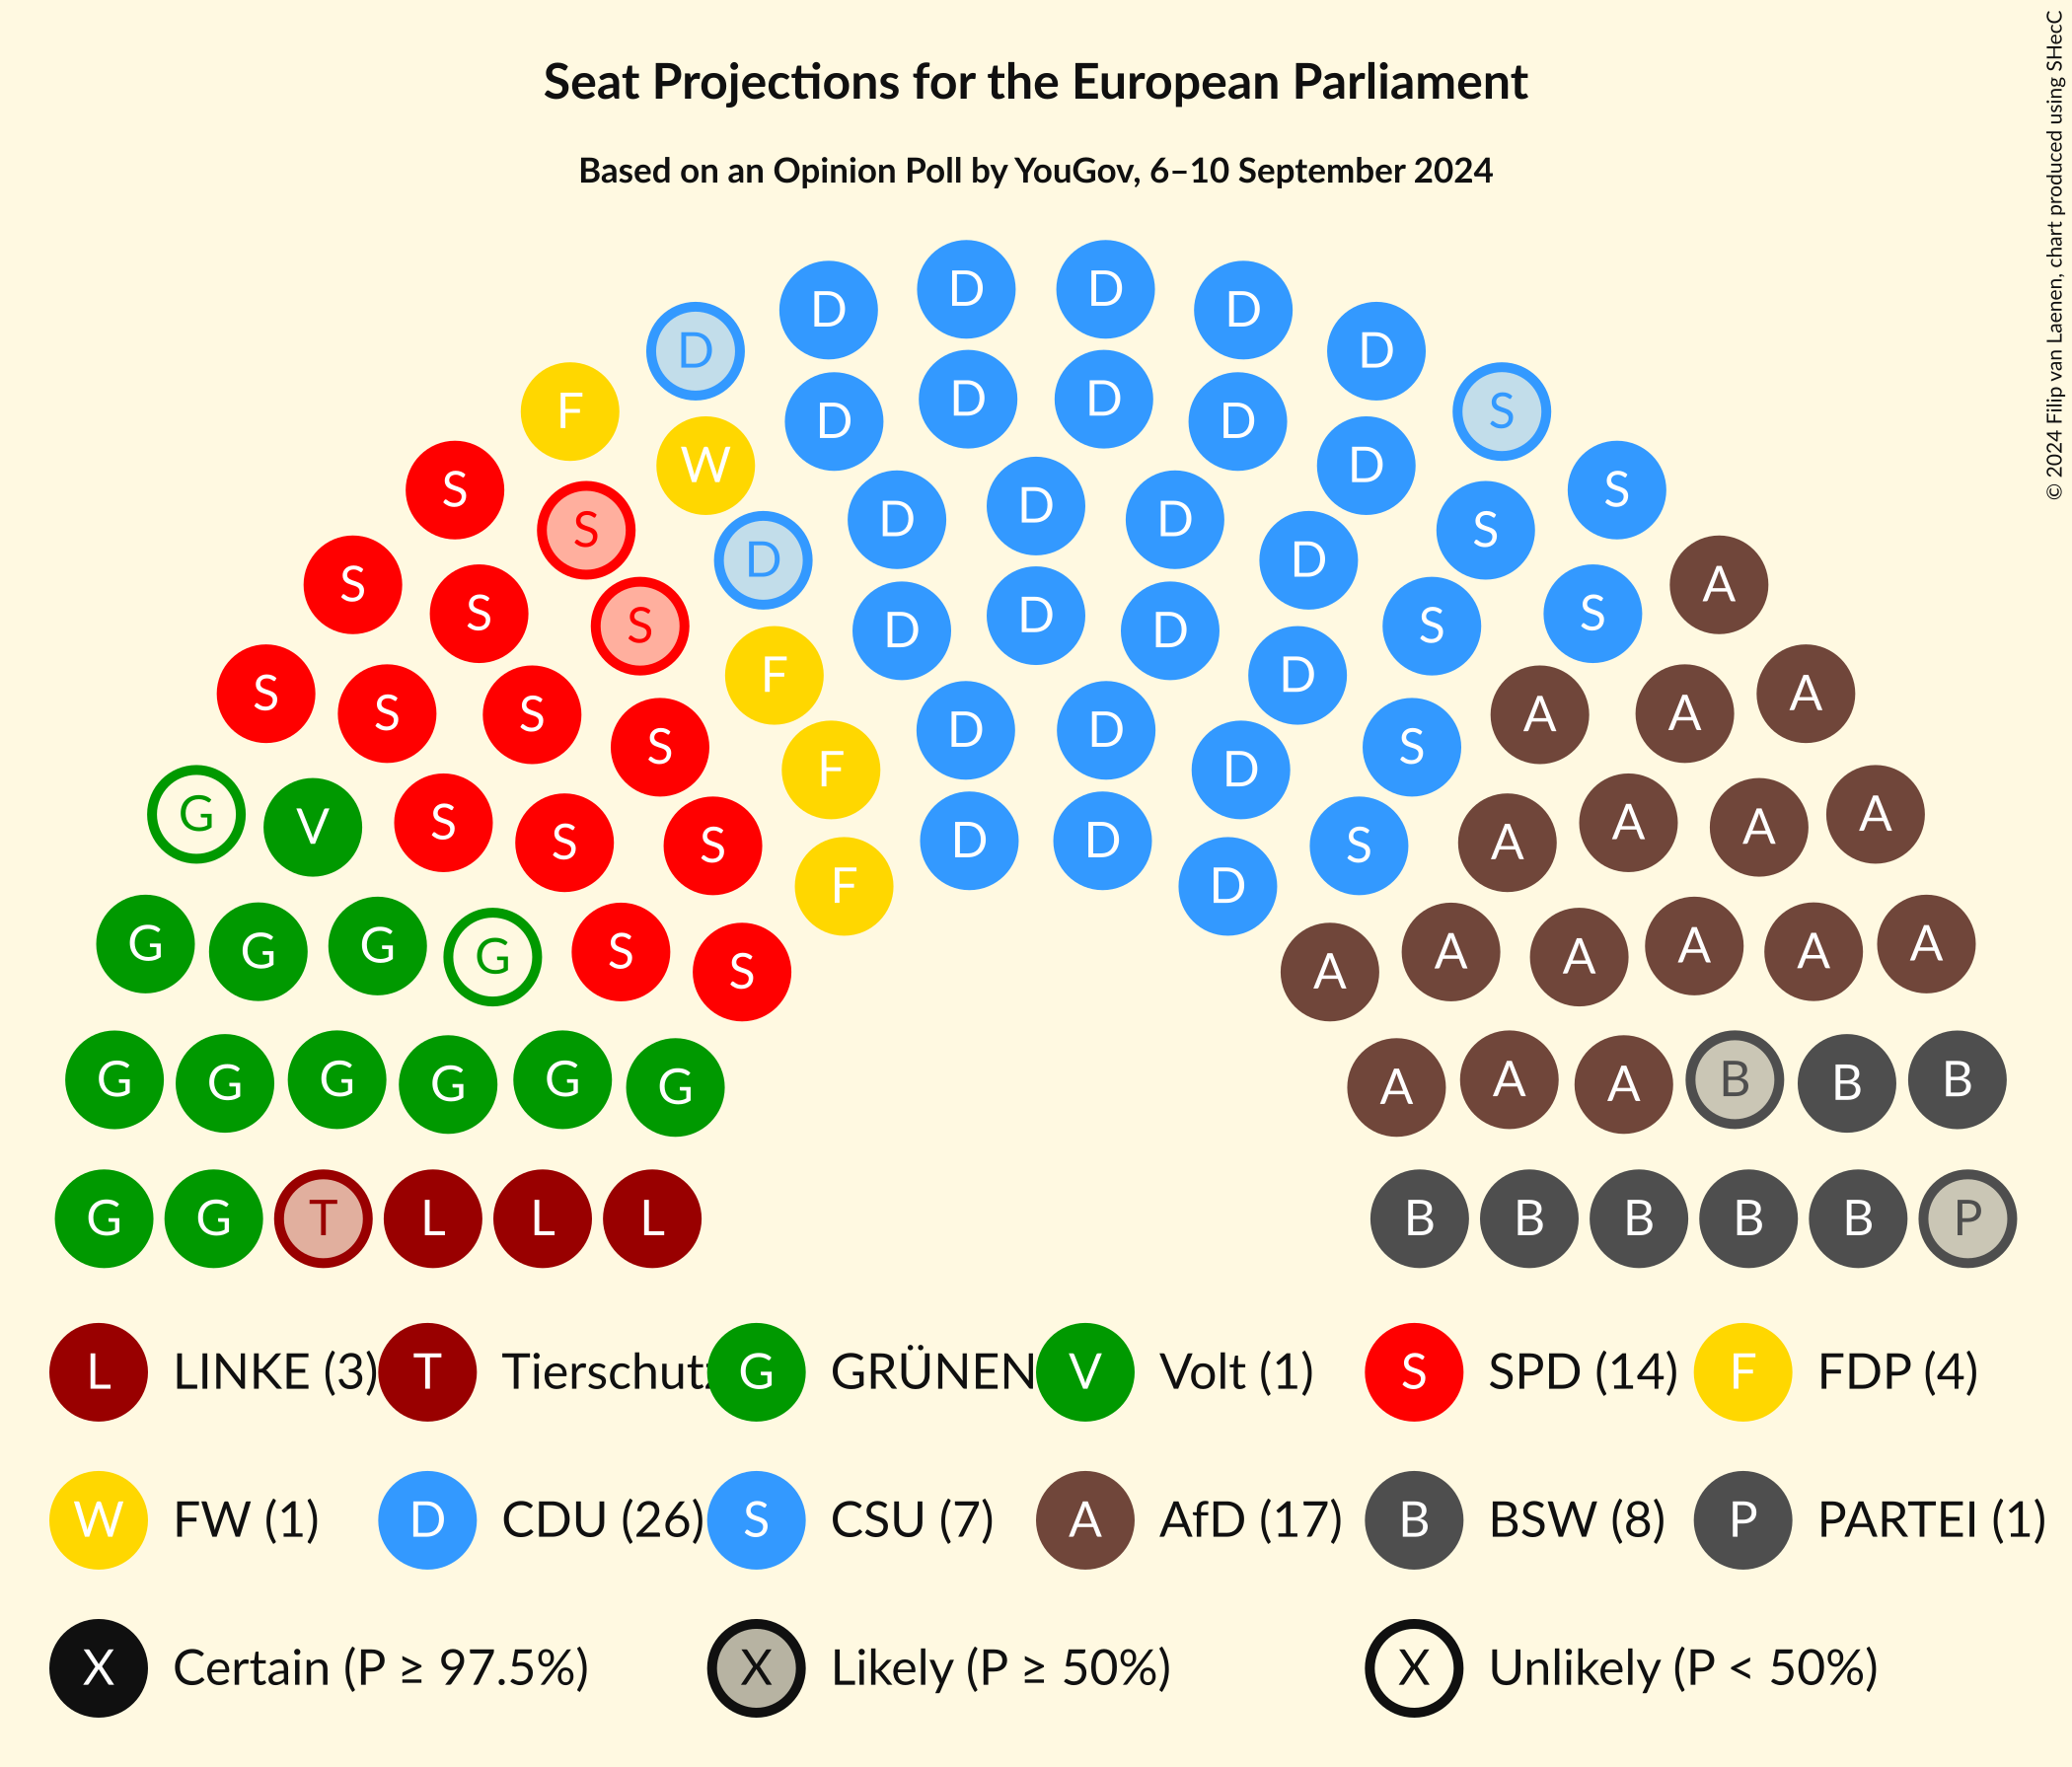 Seat Projections for the European Parliament
Based on an Opinion Poll by YouGov, 6–10 September 2024
© 2024 Filip van Laenen, chart produced using SHecC
D D D D
D D
F D D D D S
S W D S
S D D D S
D D
S S S D D D S S A
F D
S S S S D D S A A A
F D
G V S S S D D S A A A A
F D
G G G G S S A A A A A A
G G G G G G A A A B B B
G G T L L L B B B B B P
L LINKE (3) T Tierschutz G GRÜNEN V Volt (1) S SPD (14) F FDP (4)
W FW (1) D CDU (26) S CSU (7) A AfD (17) B BSW (8) P PARTEI (1)
X Certain (P ≥ 97.5%) X Likely (P ≥ 50%) X Unlikely (P < 50%)